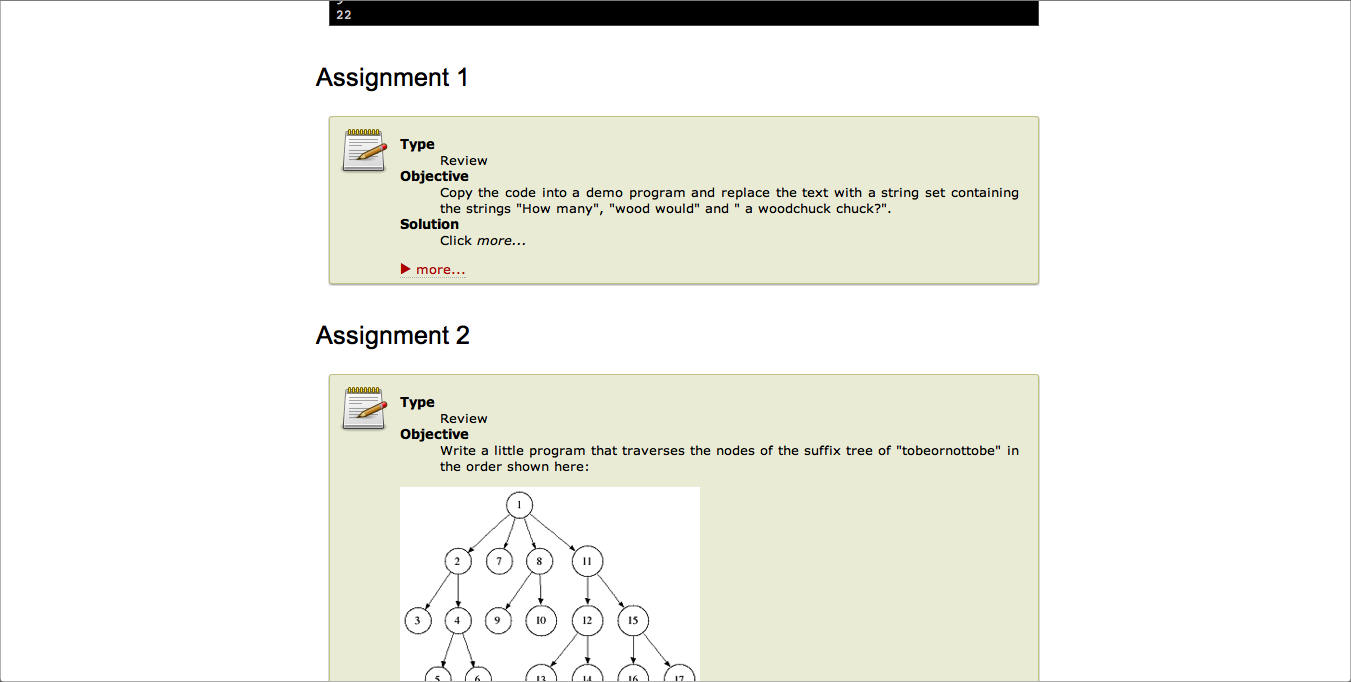 22
Assignment 1
Type
Review
Objective
Copy the code into a demo program and replace the text with a string set containing
the strings "How many", "wood would" and " a woodchuck chuck?".
Solution
Click more...
more...
Assignment 2
Type
Review
Objective
Write a little program that traverses the nodes of the suffix tree of "tobeornottobe" in
the order shown here:
1
2 7 8 11
3 4 9 10 12 15
5 6 13 14 16 17